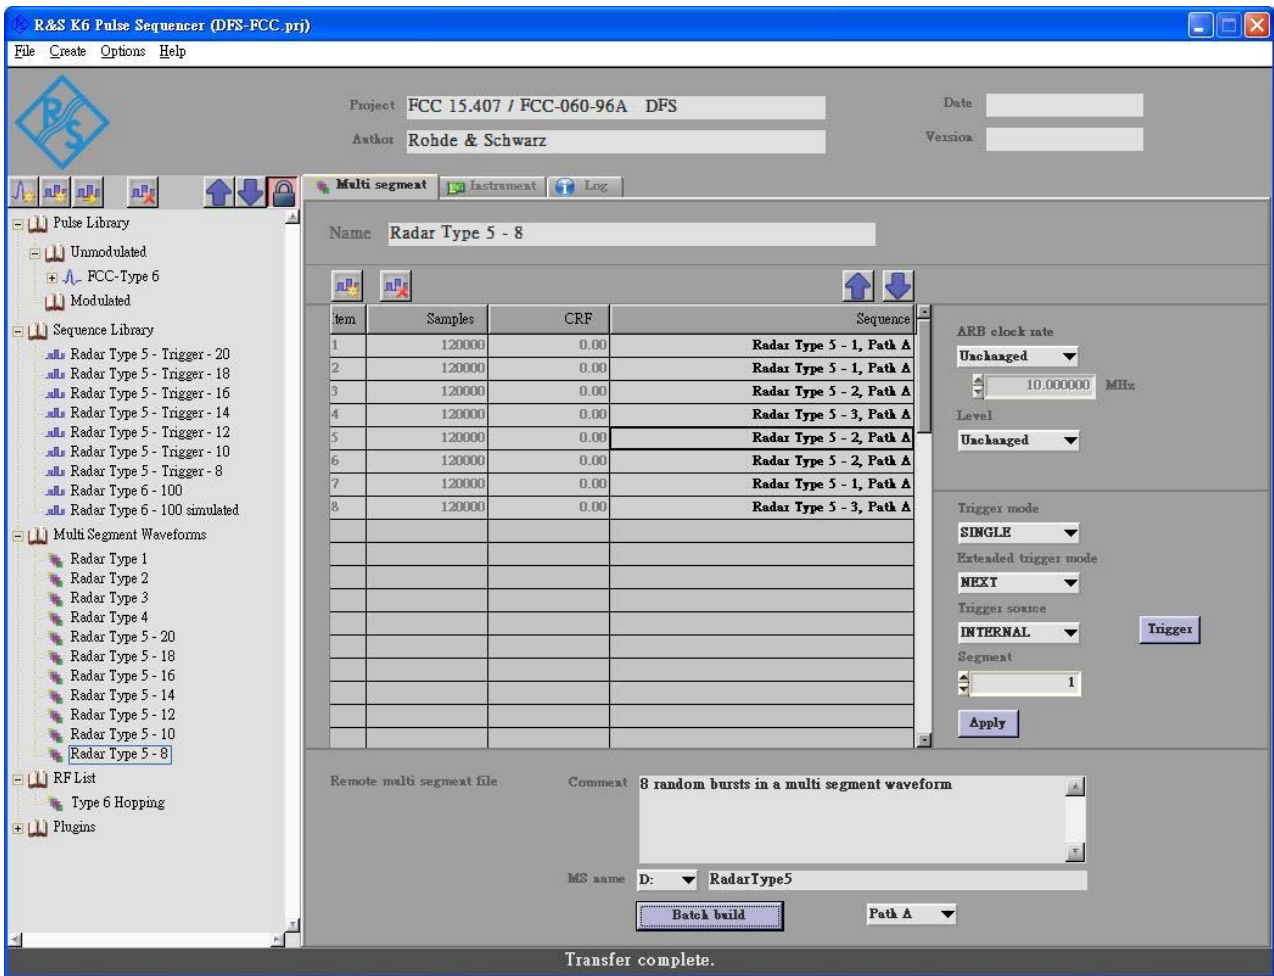 R&S K6 Pulse Sequencer (DFS-FCC.prj)
File Create Options Help
R&S
Project FCC 15.407 / FCC-060-96A DFS
Date
Author Rohde & Schwarz
Version
Multi segment Instrument Log
Pulse Library
Unmodulated
FCC-Type 6
Modulated
Sequence Library
Radar Type 5 - Trigger - 20
Radar Type 5 - Trigger - 18
Radar Type 5 - Trigger - 16
Radar Type 5 - Trigger - 14
Radar Type 5 - Trigger - 12
Radar Type 5 - Trigger - 10
Radar Type 5 - Trigger - 8
Radar Type 6 - 100
Radar Type 6 - 100 simulated
Multi Segment Waveforms
Radar Type 1
Radar Type 2
Radar Type 3
Radar Type 4
Radar Type 5 - 20
Radar Type 5 - 18
Radar Type 5 - 16
Radar Type 5 - 14
Radar Type 5 - 12
Radar Type 5 - 10
Radar Type 5 - 8
RF List
Type 6 Hopping
Plugins
Name Radar Type 5 - 8
Item Samples CRF Sequence
1 120000 0.00 Radar Type 5 - 1, Path A
2 120000 0.00 Radar Type 5 - 1, Path A
3 120000 0.00 Radar Type 5 - 2, Path A
4 120000 0.00 Radar Type 5 - 3, Path A
5 120000 0.00 Radar Type 5 - 2, Path A
6 120000 0.00 Radar Type 5 - 2, Path A
7 120000 0.00 Radar Type 5 - 1, Path A
8 120000 0.00 Radar Type 5 - 3, Path A
ARB clock rate
Unchanged
10.000000 MHz
Level
Unchanged
Trigger mode
SINGLE
Extended trigger mode
NEXT
Trigger source
INTERNAL
Trigger
Segment
1
Apply
Remote multi segment file
Comment 8 random bursts in a multi segment waveform
MS name D: RadarType5
Batch build Path A
Transfer complete.